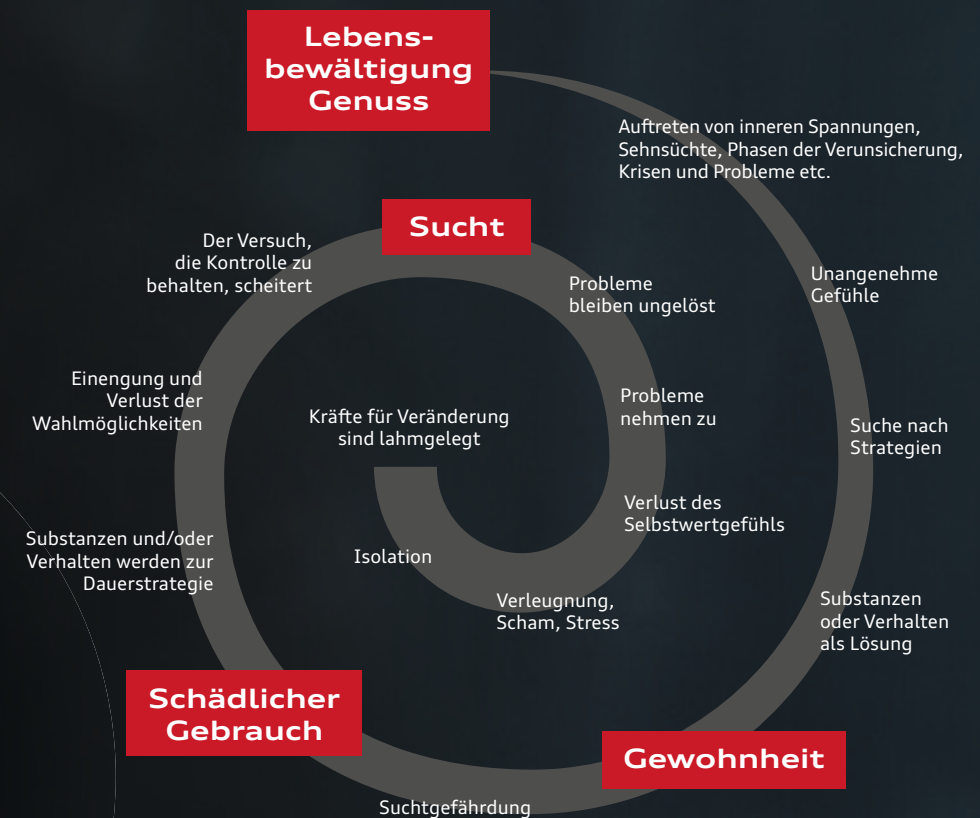 Lebens-
bewältigung
Genuss
Auftreten von inneren Spannungen,
Sehnsüchte, Phasen der Verunsicherung,
Krisen und Probleme etc.
Unangenehme
Gefühle
Suche nach
Strategien
Substanzen
oder Verhalten
als Lösung
Gewohnheit
Suchtgefährdung
Schädlicher
Gebrauch
Substanzen und/oder
Verhalten werden zur
Dauerstrategie
Einengung und
Verlust der
Wahlmöglichkeiten
Der Versuch,
die Kontrolle zu
behalten, scheitert
Sucht
Probleme
bleiben ungelöst
Probleme
nehmen zu
Verlust des
Selbstwertgefühls
Verleugnung,
Scham, Stress
Isolation
Kräfte für Veränderung
sind lahmgelegt